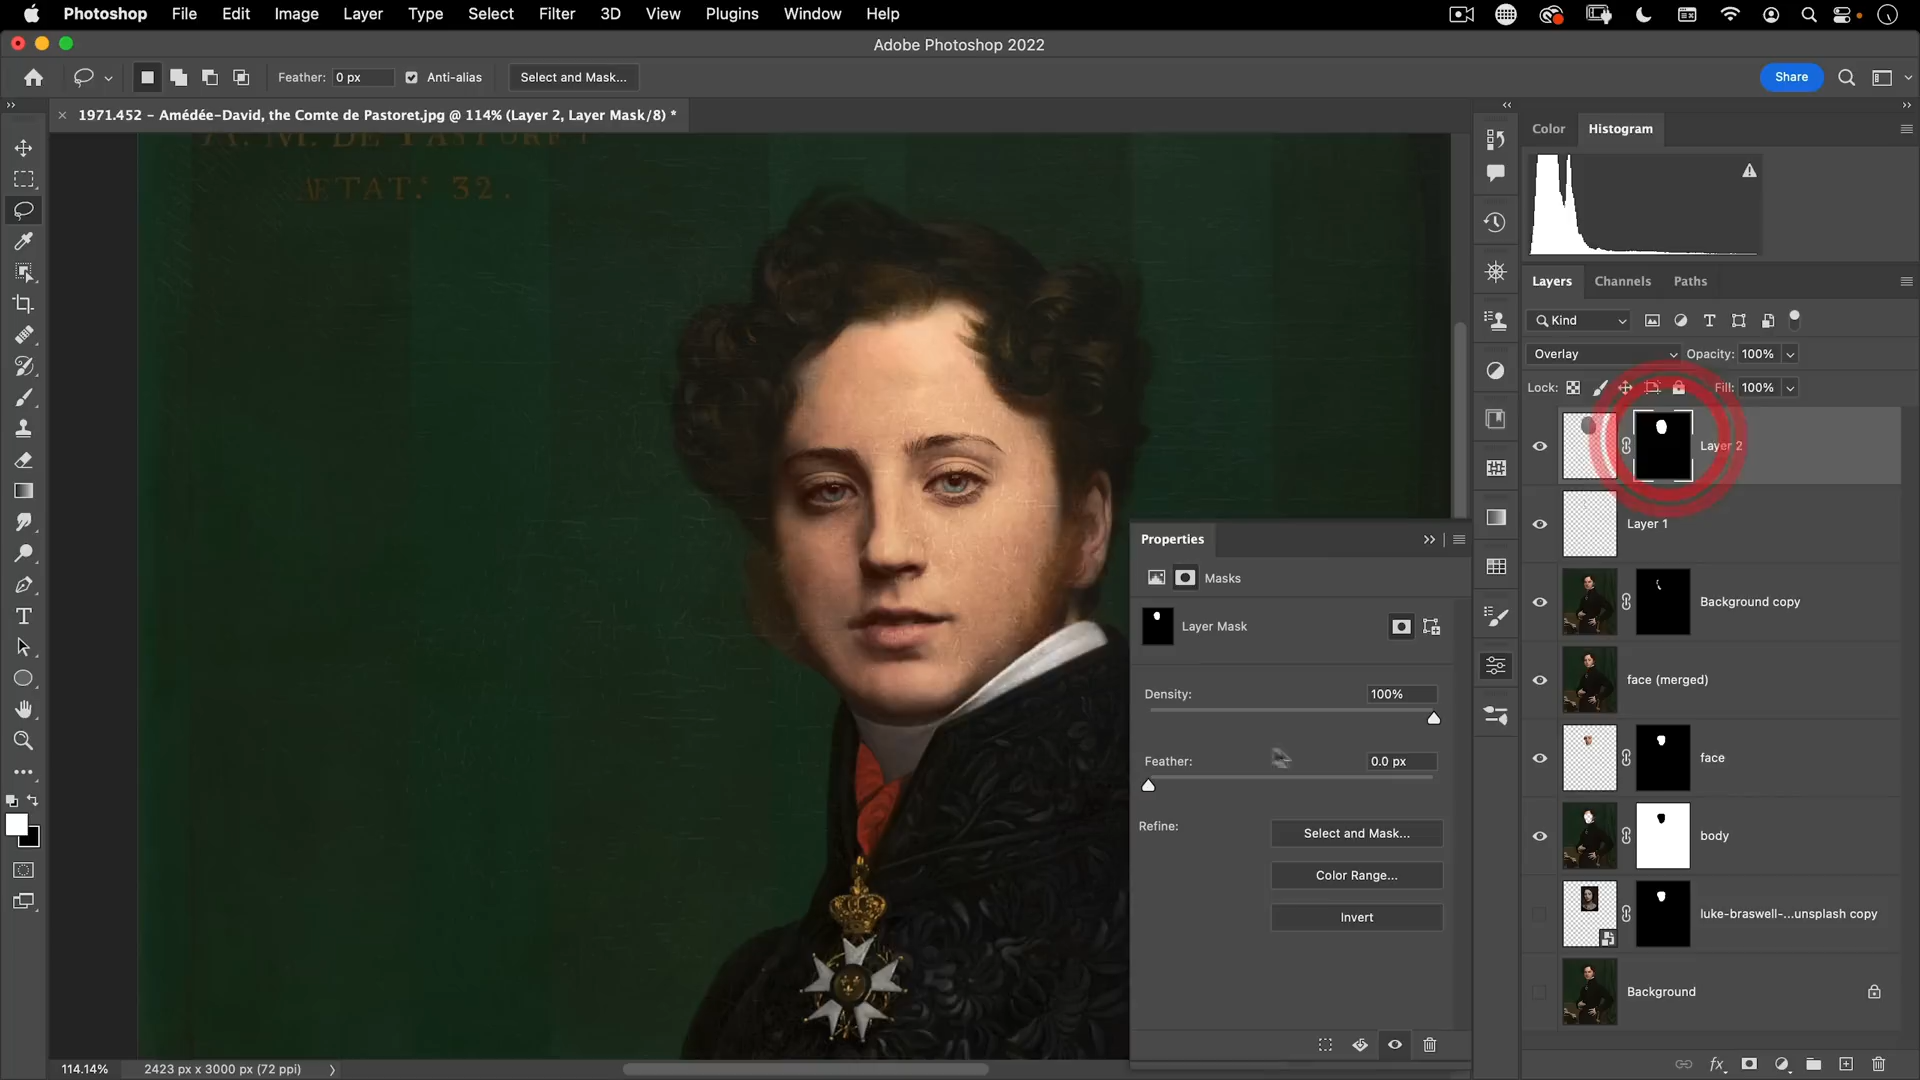 Photoshop File Edit Image Layer Type Select Filter 3D View Plugins Window Help
Adobe Photoshop 2022
Feather: 0 px Anti-alias Select and Mask... Share
1971.452 – Amédée-David, the Comte de Pastoret.jpg @ 114% (Layer 2, Layer Mask/8) *
Color Histogram
A. M. DE PASTORET
ÆTAT.S 32.
Layers Channels Paths
Kind
Overlay Opacity: 100%
Lock: Fill: 100%
Layer 2
Layer 1
Background copy
face (merged)
face
body
luke-braswell-...unsplash copy
Background
Properties
Masks
Layer Mask
Density: 100%
Feather: 0.0 px
Refine: Select and Mask...
Color Range...
Invert
114.14% 2423 px x 3000 px (72 ppi)